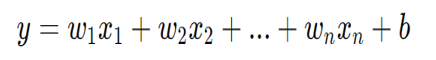 y = w₁x₁ + w₂x₂ + ... + wₙxₙ + b